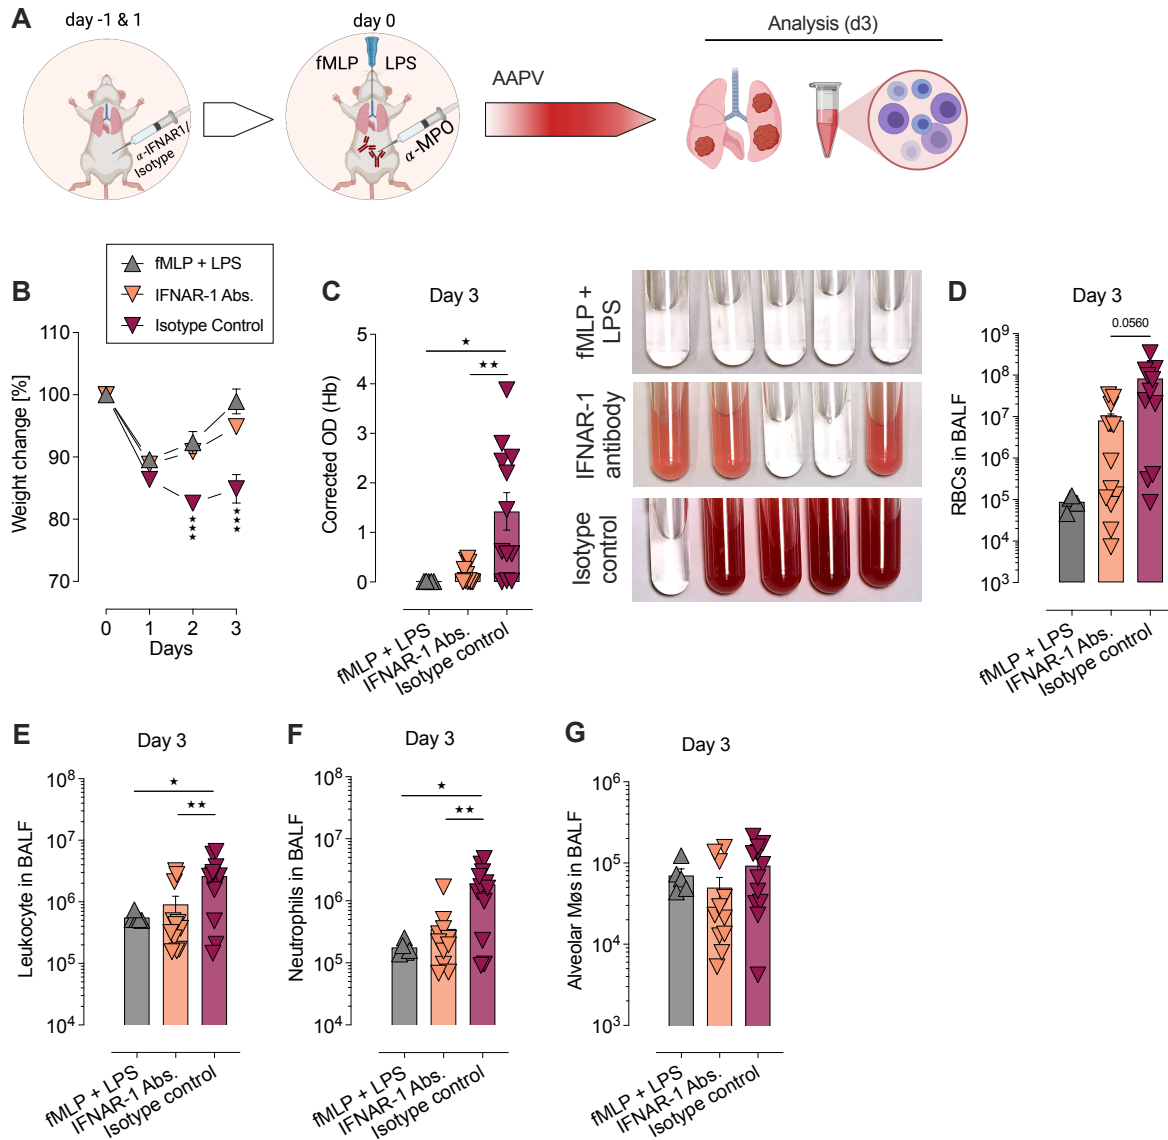 A
day -1 & 1
α-IFNAR1/
Isotype
day 0
fMLP
LPS
α-MPO
AAPV
Analysis (d3)
fMLP + LPS
IFNAR-1 Abs.
Isotype Control
B
Weight change [%]
110
100
90
80
70
★★★
★★★
0
1
2
3
Days
C
Day 3
Corrected OD (Hb)
5
4
3
2
1
0
★
★★
fMLP + LPS
IFNAR-1 Abs.
Isotype control
fMLP +
LPS
IFNAR-1
antibody
Isotype
control
D
Day 3
RBCs in BALF
10⁹
10⁸
10⁷
10⁶
10⁵
10⁴
10³
0.0560
fMLP + LPS
IFNAR-1 Abs.
Isotype control
E
Day 3
Leukocyte in BALF
10⁸
10⁷
10⁶
10⁵
10⁴
★
★★
fMLP + LPS
IFNAR-1 Abs.
Isotype control
F
Day 3
Neutrophils in BALF
10⁸
10⁷
10⁶
10⁵
10⁴
★
★★
fMLP + LPS
IFNAR-1 Abs.
Isotype control
G
Day 3
Alveolar Møs in BALF
10⁶
10⁵
10⁴
10³
fMLP + LPS
IFNAR-1 Abs.
Isotype control